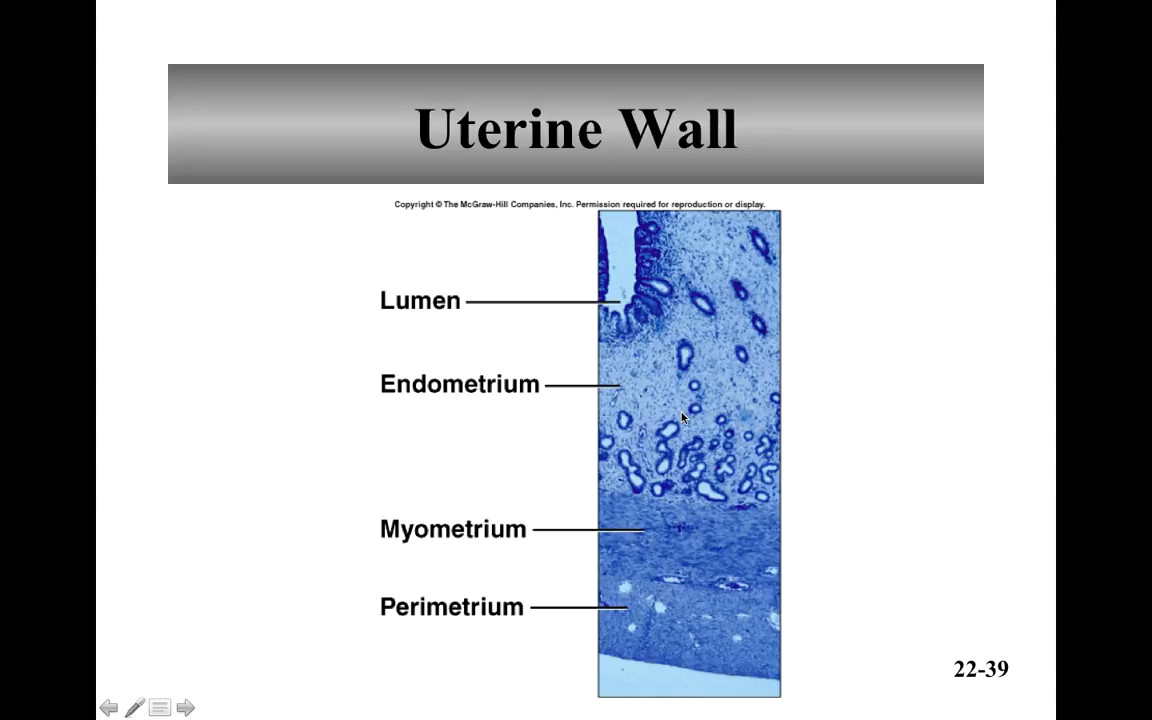 Uterine Wall
Copyright © The McGraw-Hill Companies, Inc. Permission required for reproduction or display.
Lumen
Endometrium
Myometrium
Perimetrium
22-39